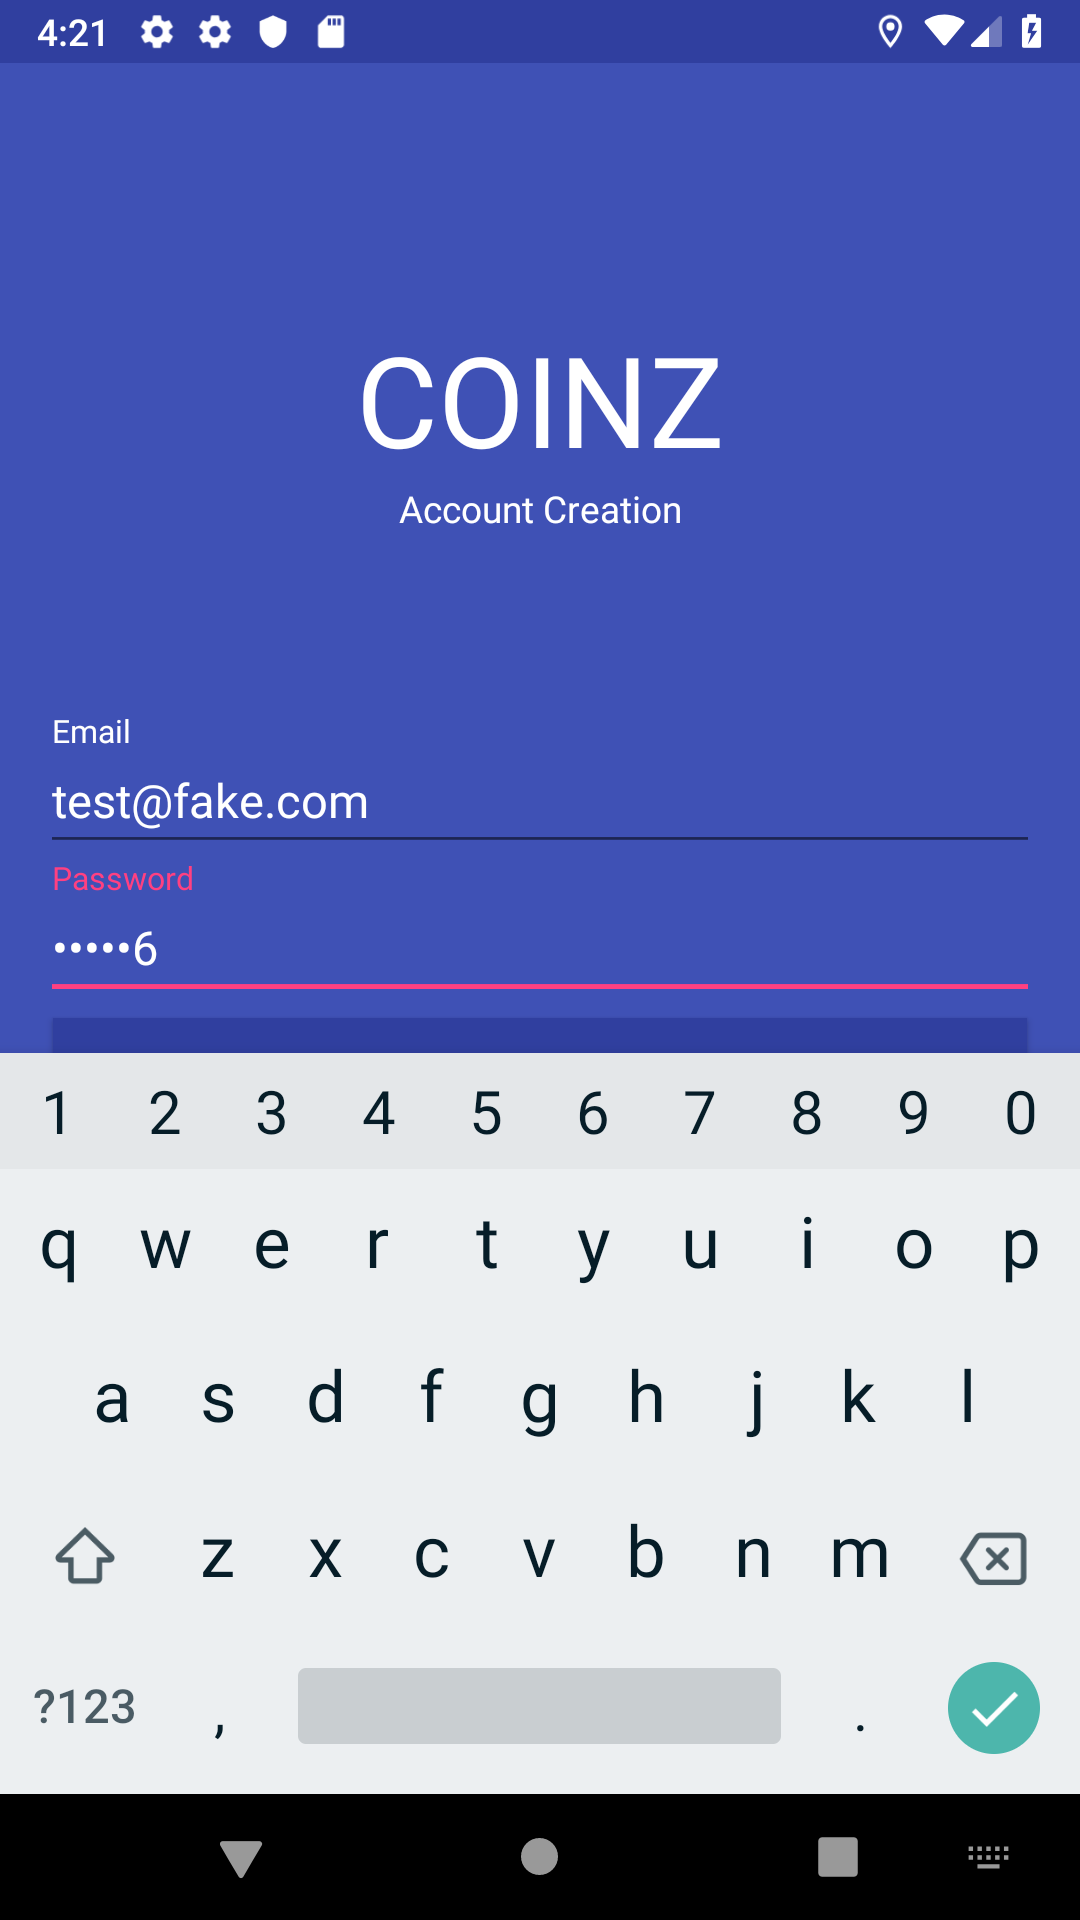 4:21
COINZ
Account Creation
Email
test@fake.com
Password
•••••6
1 2 3 4 5 6 7 8 9 0
q w e r t y u i o p
a s d f g h j k l
z x c v b n m
?123 , .